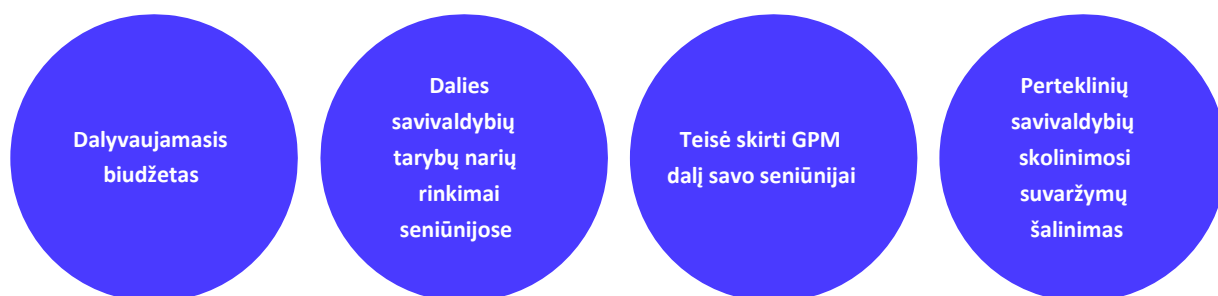 Dalyvaujamasis
biudžetas
Dalies
savivaldybių
tarybų narių
rinkimai
seniūnijose
Teisė skirti GPM
dalį savo seniūnijai
Perteklinių
savivaldybių
skolinimosi
suvaržymų
šalinimas